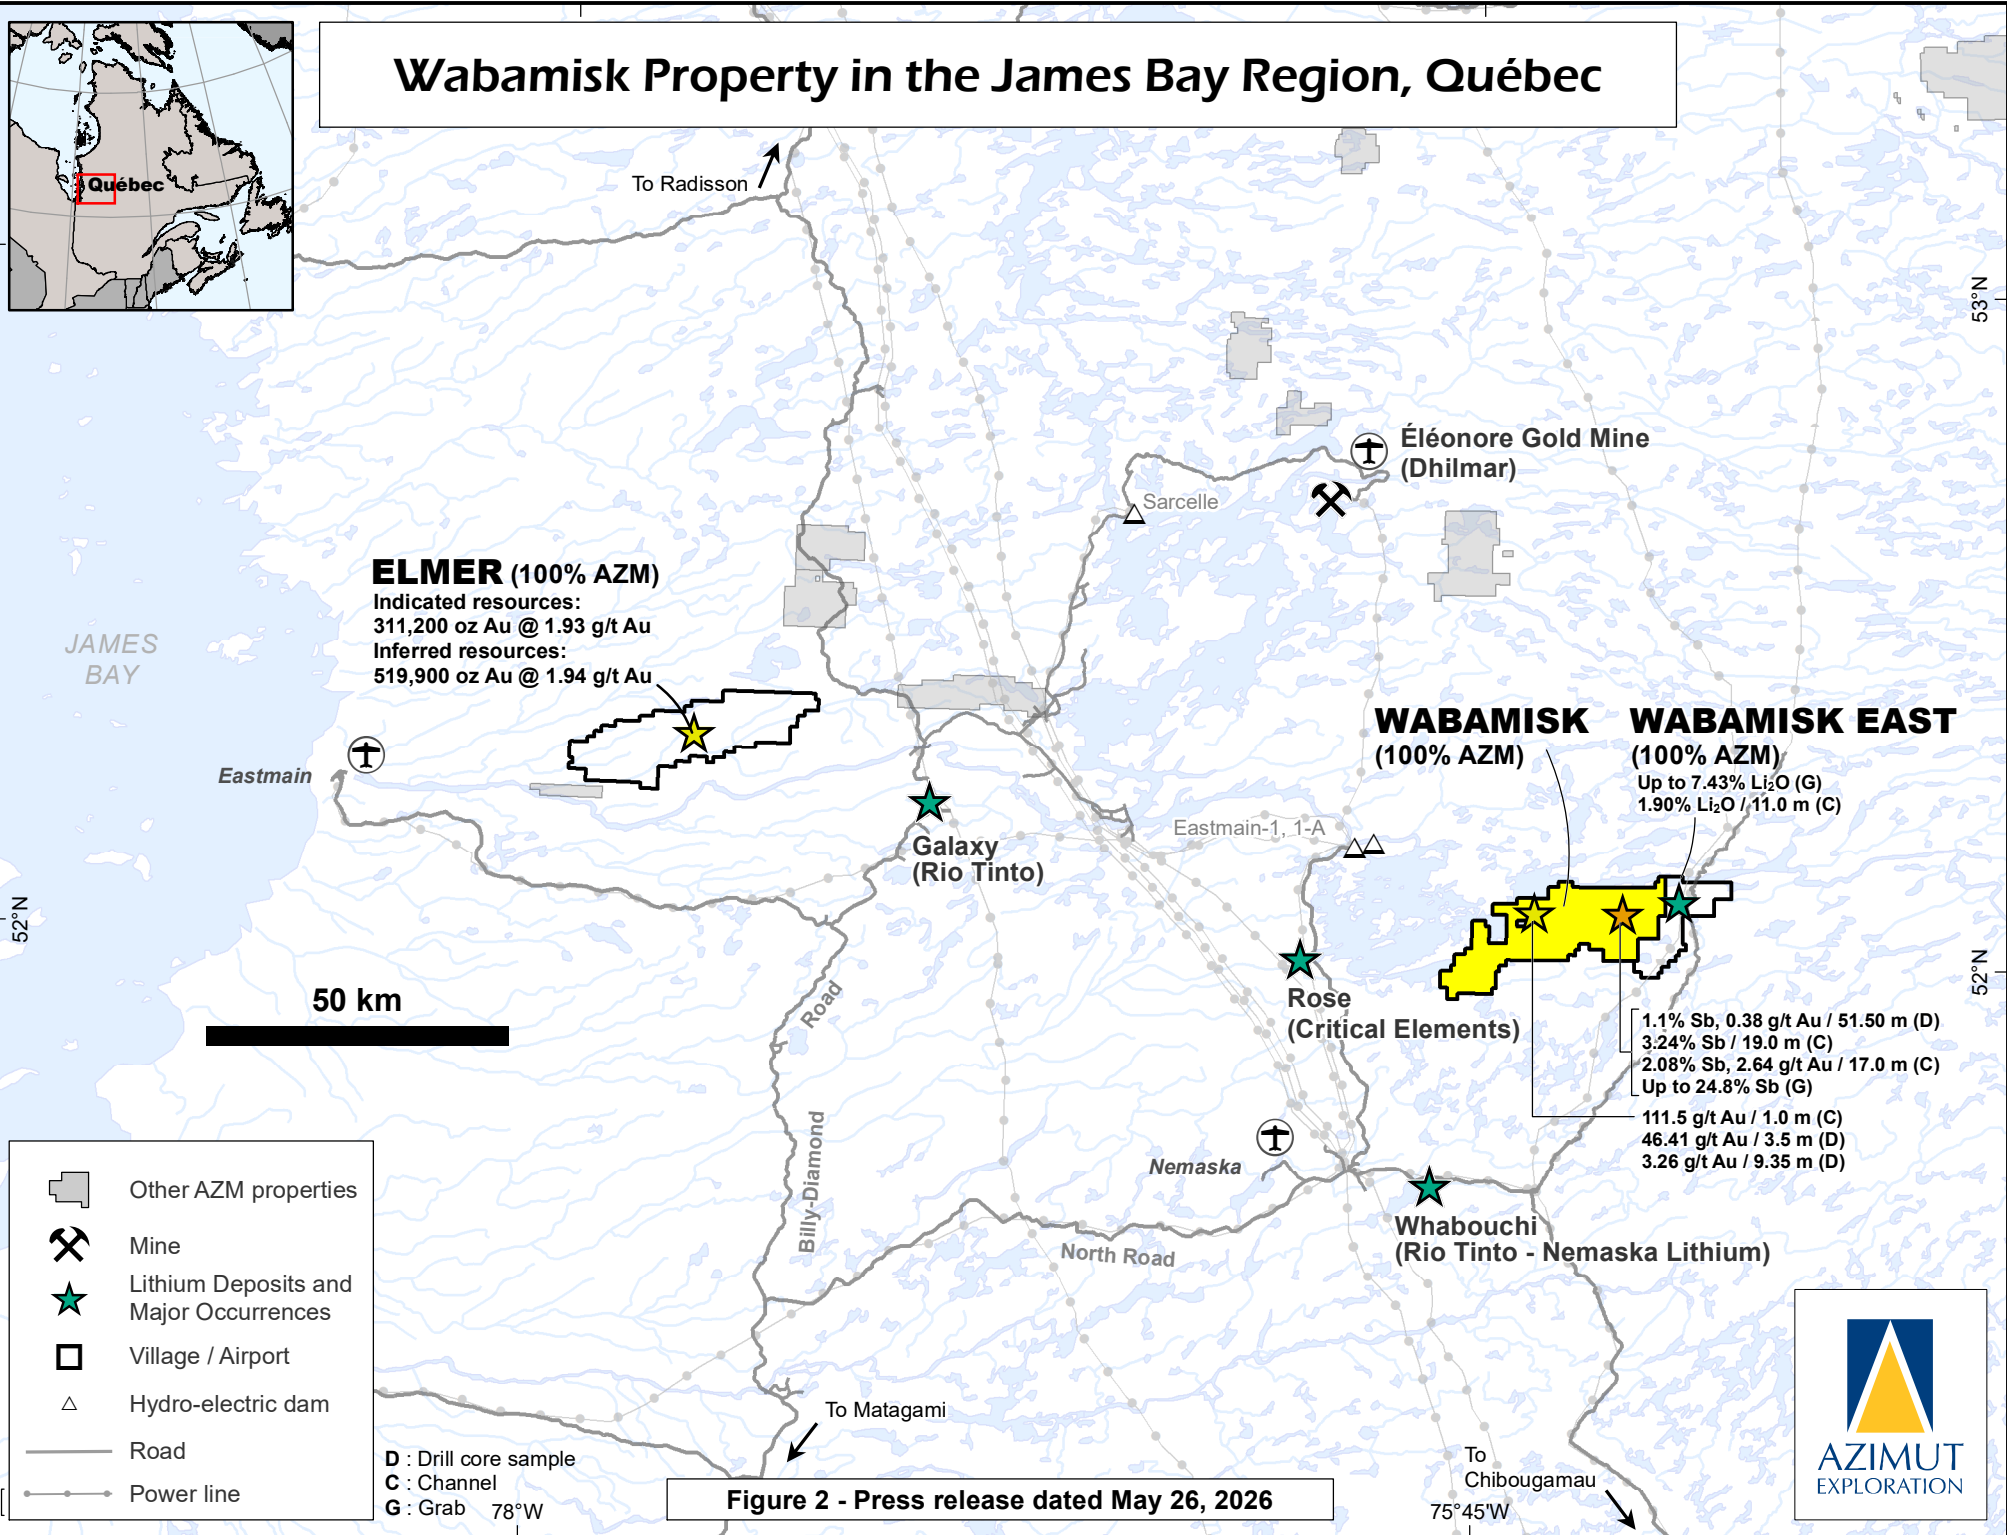 Wabamisk Property in the James Bay Region, Québec
Québec
To Radisson
53°N
Éléonore Gold Mine
(Dhilmar)
Sarcelle
ELMER (100% AZM)
Indicated resources:
311,200 oz Au @ 1.93 g/t Au
Inferred resources:
519,900 oz Au @ 1.94 g/t Au
JAMES
BAY
WABAMISK
(100% AZM)
WABAMISK EAST
(100% AZM)
Up to 7.43% Li₂O (G)
1.90% Li₂O / 11.0 m (C)
Eastmain
Eastmain-1, 1-A
Galaxy
(Rio Tinto)
52°N
52°N
50 km
Road
Rose
(Critical Elements)
1.1% Sb, 0.38 g/t Au / 51.50 m (D)
3.24% Sb / 19.0 m (C)
2.08% Sb, 2.64 g/t Au / 17.0 m (C)
Up to 24.8% Sb (G)
111.5 g/t Au / 1.0 m (C)
46.41 g/t Au / 3.5 m (D)
3.26 g/t Au / 9.35 m (D)
Billy-Diamond
Nemaska
Whabouchi
(Rio Tinto - Nemaska Lithium)
North Road
Other AZM properties
Mine
Lithium Deposits and
Major Occurrences
Village / Airport
Hydro-electric dam
Road
Power line
To Matagami
D : Drill core sample
C : Channel
G : Grab
78°W
Figure 2 - Press release dated May 26, 2026
To
Chibougamau
75°45'W
AZIMUT
EXPLORATION